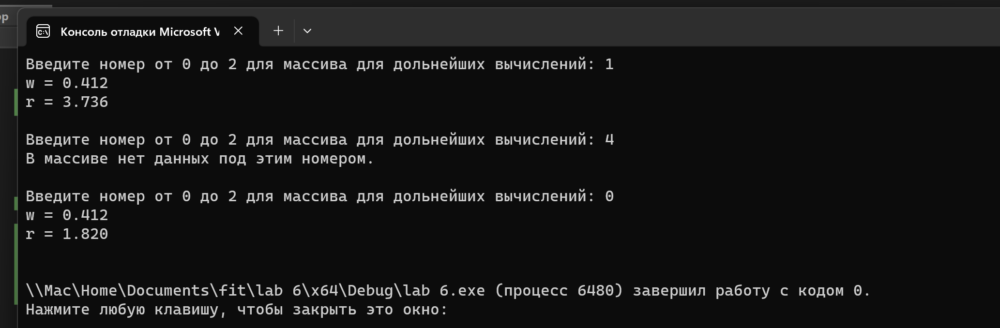 Консоль отладки Microsoft V
Введите номер от 0 до 2 для массива для дольнейших вычислений: 1
w = 0.412
r = 3.736
Введите номер от 0 до 2 для массива для дольнейших вычислений: 4
В массиве нет данных под этим номером.
Введите номер от 0 до 2 для массива для дольнейших вычислений: 0
w = 0.412
r = 1.820
\\Mac\Home\Documents\fit\lab 6\x64\Debug\lab 6.exe (процесс 6480) завершил работу с кодом 0.
Нажмите любую клавишу, чтобы закрыть это окно: